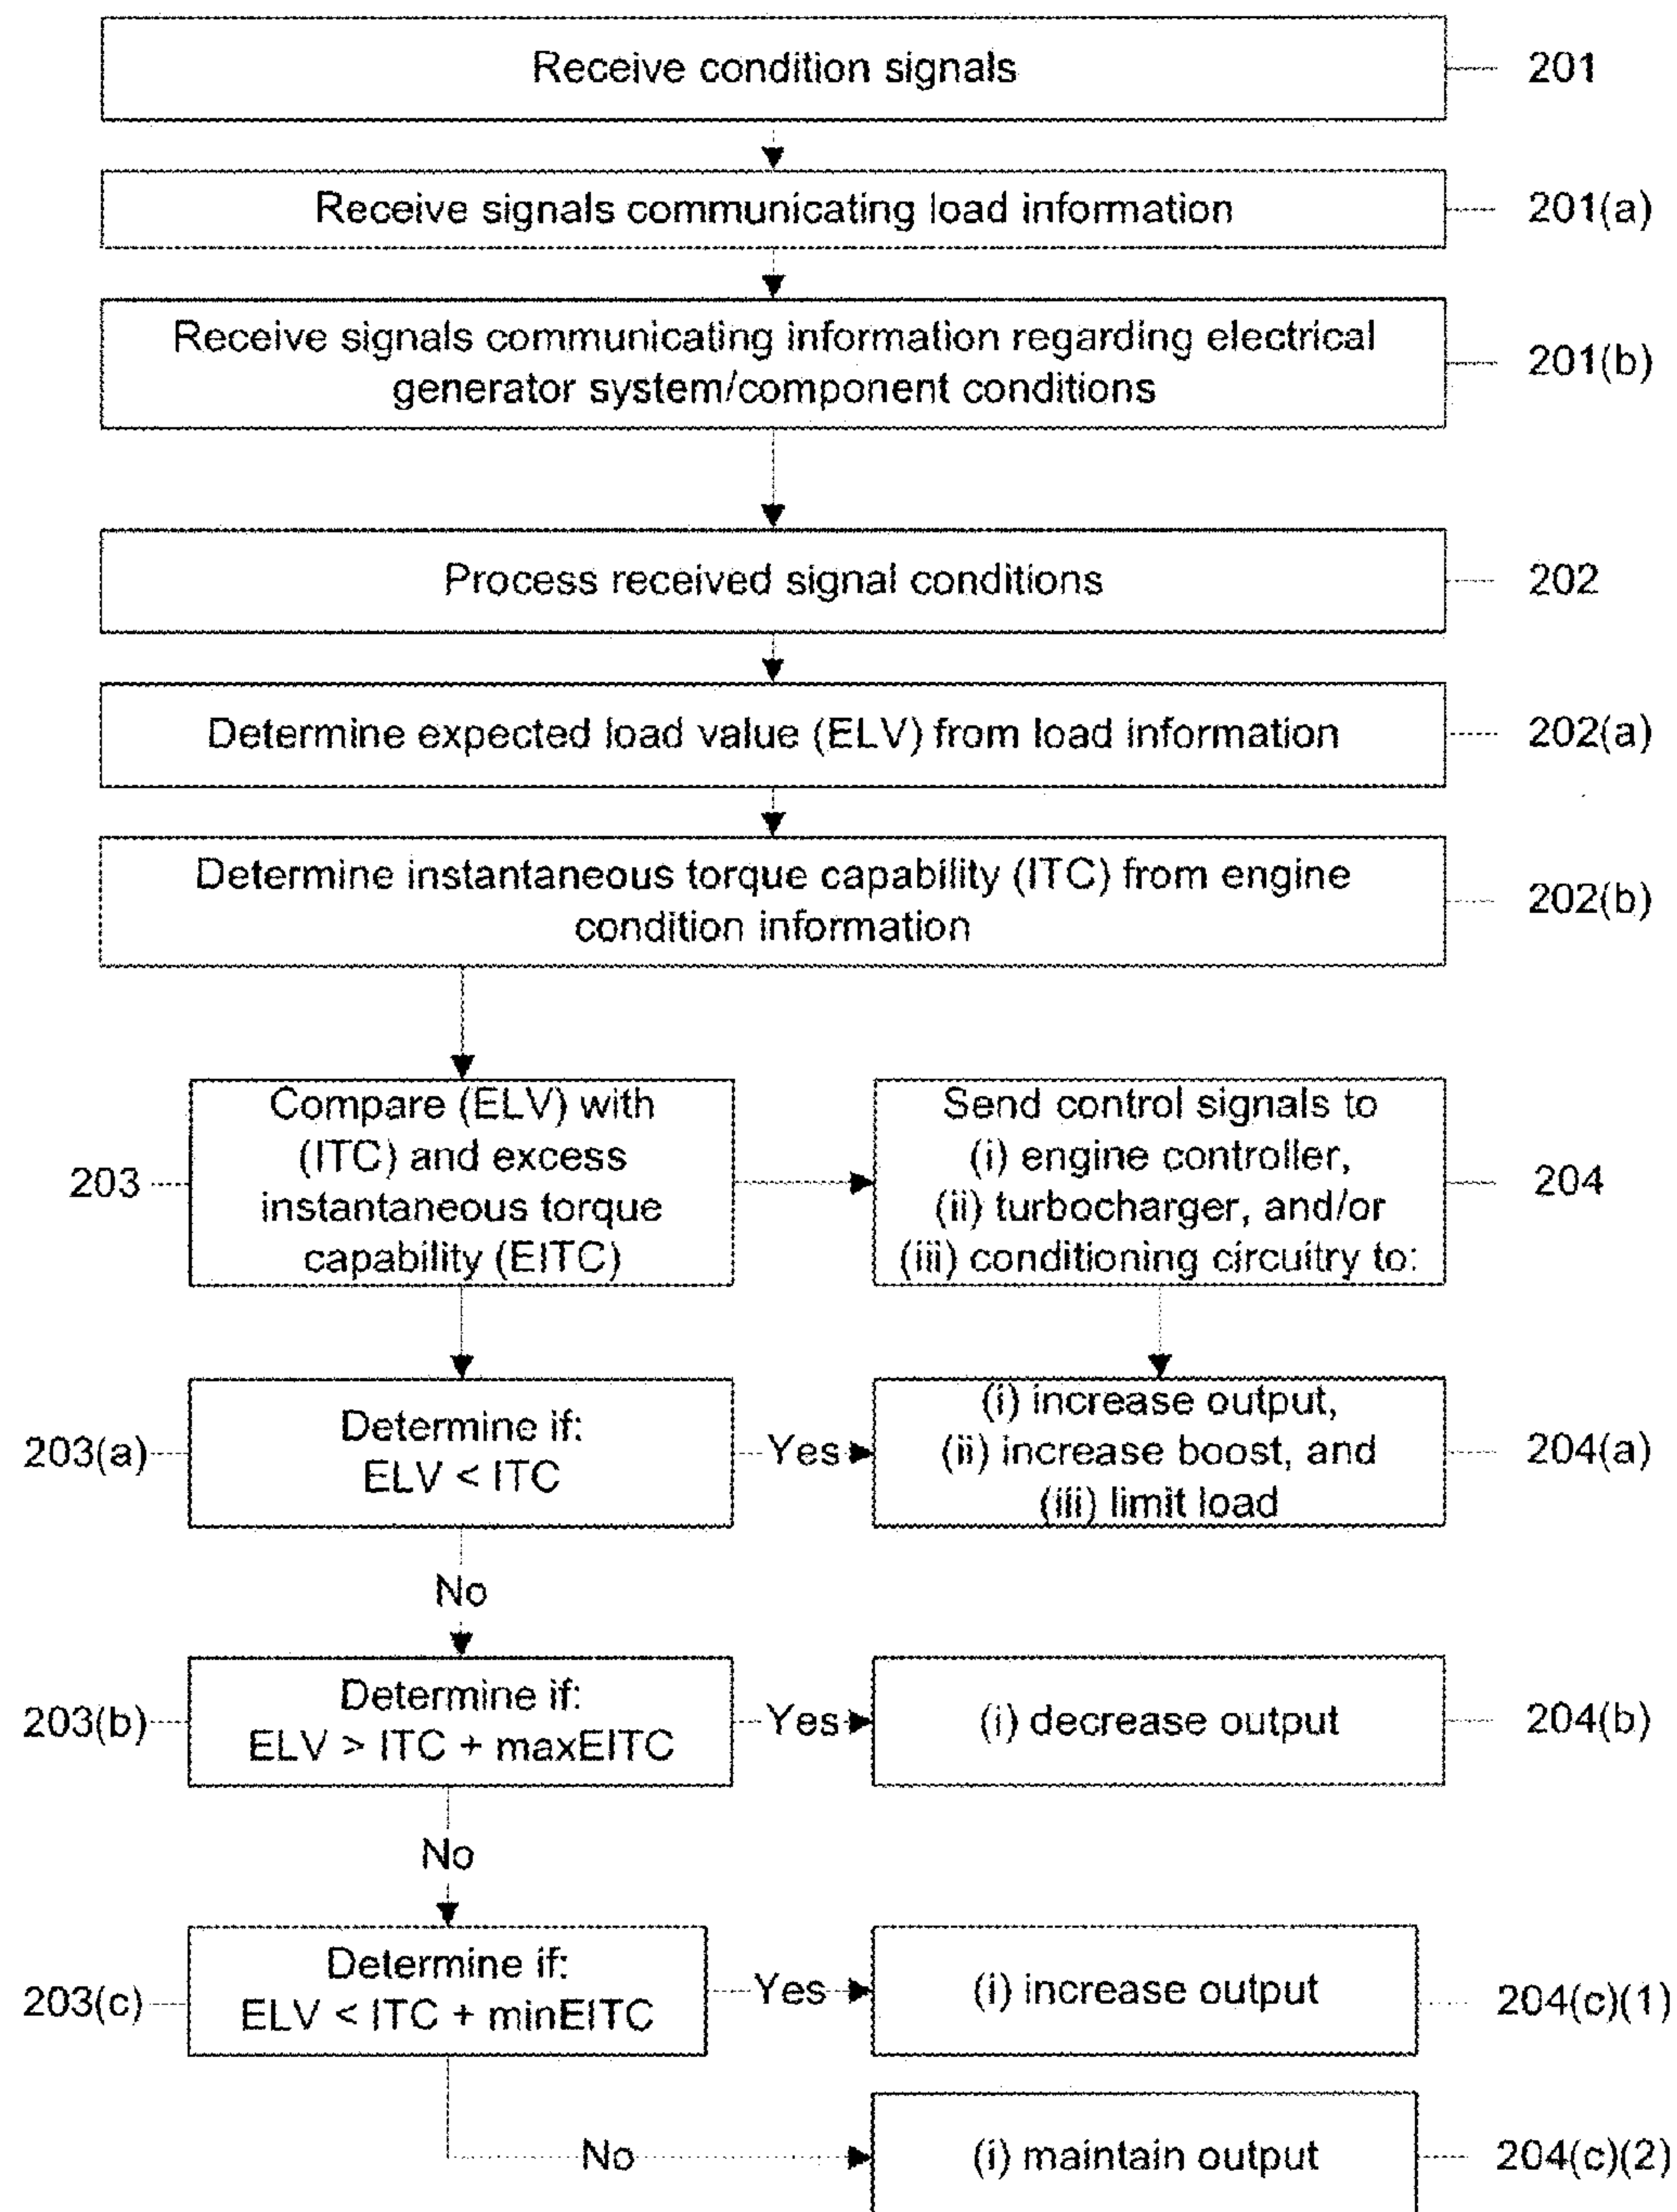 Receive condition signals
201
Receive signals communicating load information
201(a)
Receive signals communicating information regarding electrical
generator system/component conditions
201(b)
Process received signal conditions
202
Determine expected load value (ELV) from load information
202(a)
Determine instantaneous torque capability (ITC) from engine
condition information
202(b)
203
Compare (ELV) with
(ITC) and excess
instantaneous torque
capability (EITC)
Send control signals to
(i) engine controller,
(ii) turbocharger, and/or
(iii) conditioning circuitry to:
204
203(a)
Determine if:
ELV < ITC
Yes
(i) increase output,
(ii) increase boost, and
(iii) limit load
204(a)
No
203(b)
Determine if:
ELV > ITC + maxEITC
Yes
(i) decrease output
204(b)
No
203(c)
Determine if:
ELV < ITC + minEITC
Yes
(i) increase output
204(c)(1)
No
(i) maintain output
204(c)(2)